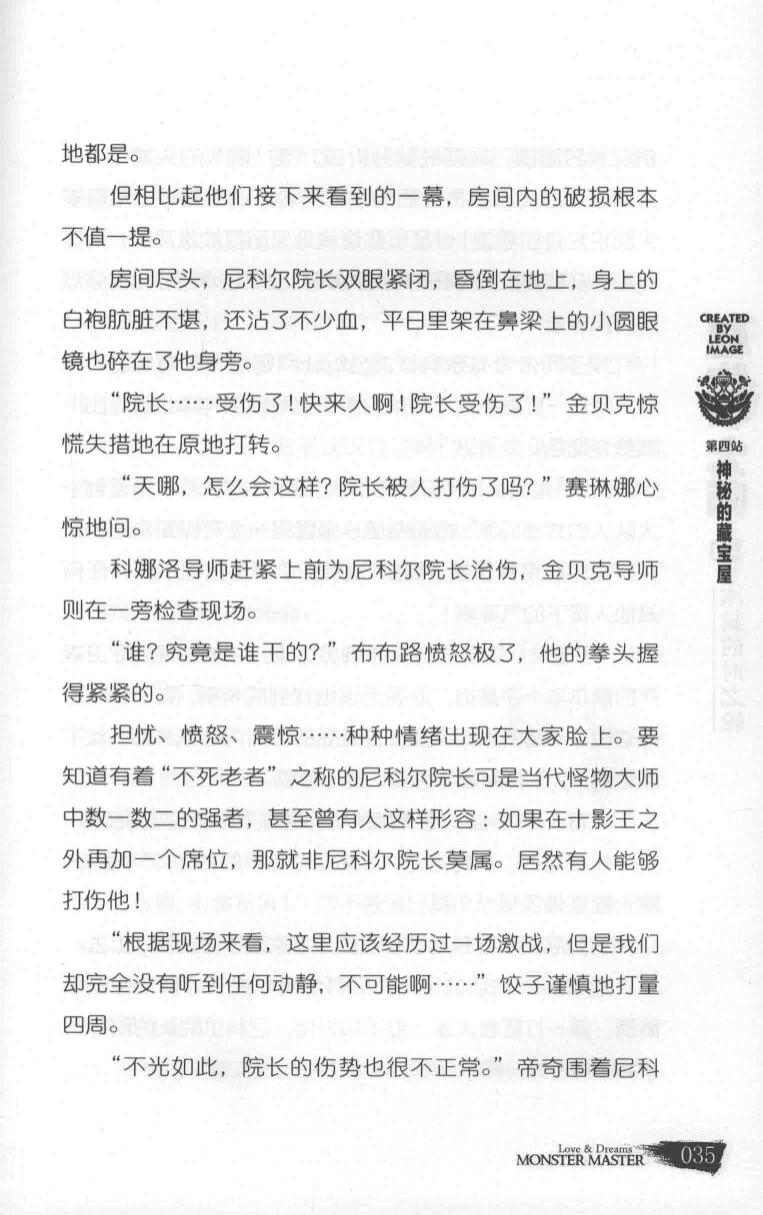 地都是。
但相比起他们接下来看到的一幕，房间内的破损根本
不值一提。
房间尽头，尼科尔院长双眼紧闭，昏倒在地上，身上的
白袍肮脏不堪，还沾了不少血，平日里架在鼻梁上的小圆眼
镜也碎在了他身旁。
“院长……受伤了！快来人啊！院长受伤了！”金贝克惊
慌失措地在原地打转。
“天哪，怎么会这样？院长被人打伤了吗？”赛琳娜心
惊地问。
科娜洛导师赶紧上前为尼科尔院长治伤，金贝克导师
则在一旁检查现场。
“谁？究竟是谁干的？”布布路愤怒极了，他的拳头握
得紧紧的。
担忧、愤怒、震惊……种种情绪出现在大家脸上。要
知道有着“不死老者”之称的尼科尔院长可是当代怪物大师
中数一数二的强者，甚至曾有人这样形容：如果在十影王之
外再加一个席位，那就非尼科尔院长莫属。居然有人能够
打伤他！
“根据现场来看，这里应该经历过一场激战，但是我们
却完全没有听到任何动静，不可能啊……”饺子谨慎地打量
四周。
“不光如此，院长的伤势也很不正常。”帝奇围着尼科
CREATED
BY
LEON
IMAGE
第四站
神秘的藏宝屋
Love & Dreams
MONSTER MASTER
035